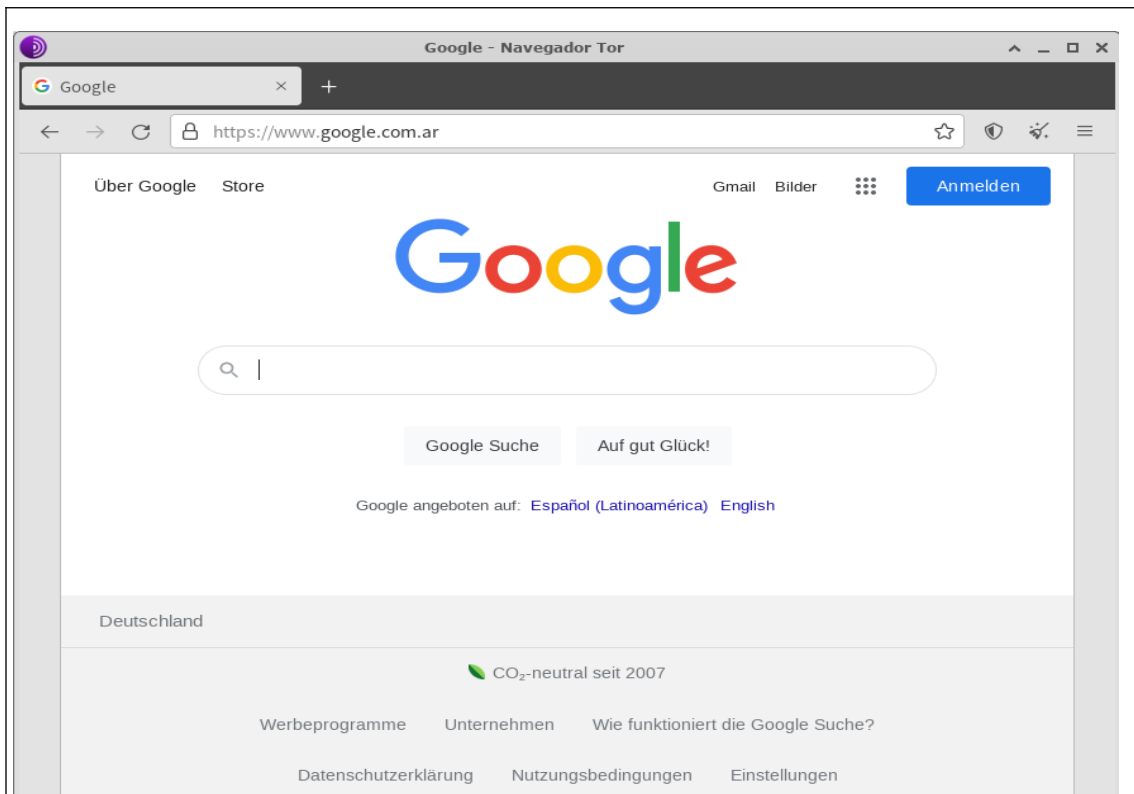 Google - Navegador Tor
Google
https://www.google.com.ar
Über Google Store Gmail Bilder Anmelden
Google
Google Suche Auf gut Glück!
Google angeboten auf: Español (Latinoamérica) English
Deutschland
CO₂-neutral seit 2007
Werbeprogramme Unternehmen Wie funktioniert die Google Suche?
Datenschutzerklärung Nutzungsbedingungen Einstellungen